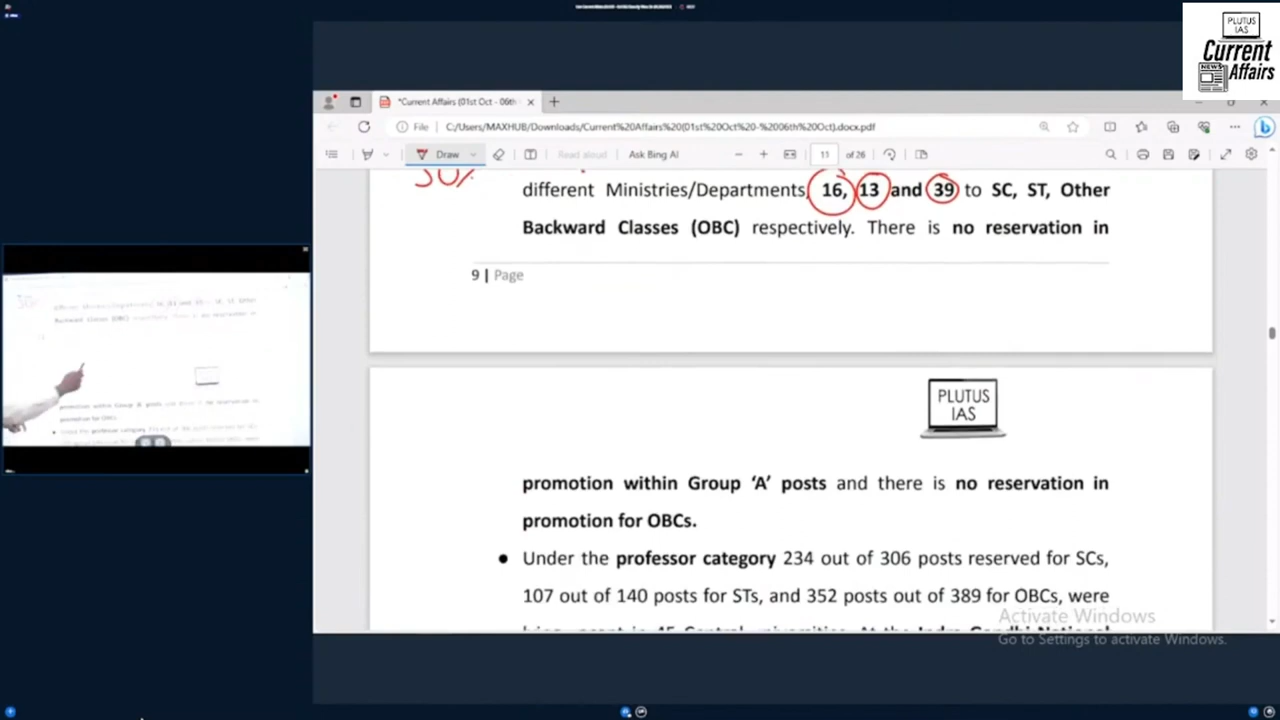 PLUTUS
IAS
Current
NEWS
Affairs
*Current Affairs (01st Oct - 06th
File
C:/Users/MAXHUB/Downloads/Current%20Affairs%20(01st%20Oct%20-%2006th%20Oct).docx.pdf
Draw
Read aloud
Ask Bing AI
11
of 26
30%
different Ministries/Departments, 16, 13 and 39 to SC, ST, Other
Backward Classes (OBC) respectively. There is no reservation in
9 | Page
PLUTUS
IAS
promotion within Group ‘A’ posts and there is no reservation in
promotion for OBCs.
● Under the professor category 234 out of 306 posts reserved for SCs,
107 out of 140 posts for STs, and 352 posts out of 389 for OBCs, were
Activate Windows
Go to Settings to activate Windows.